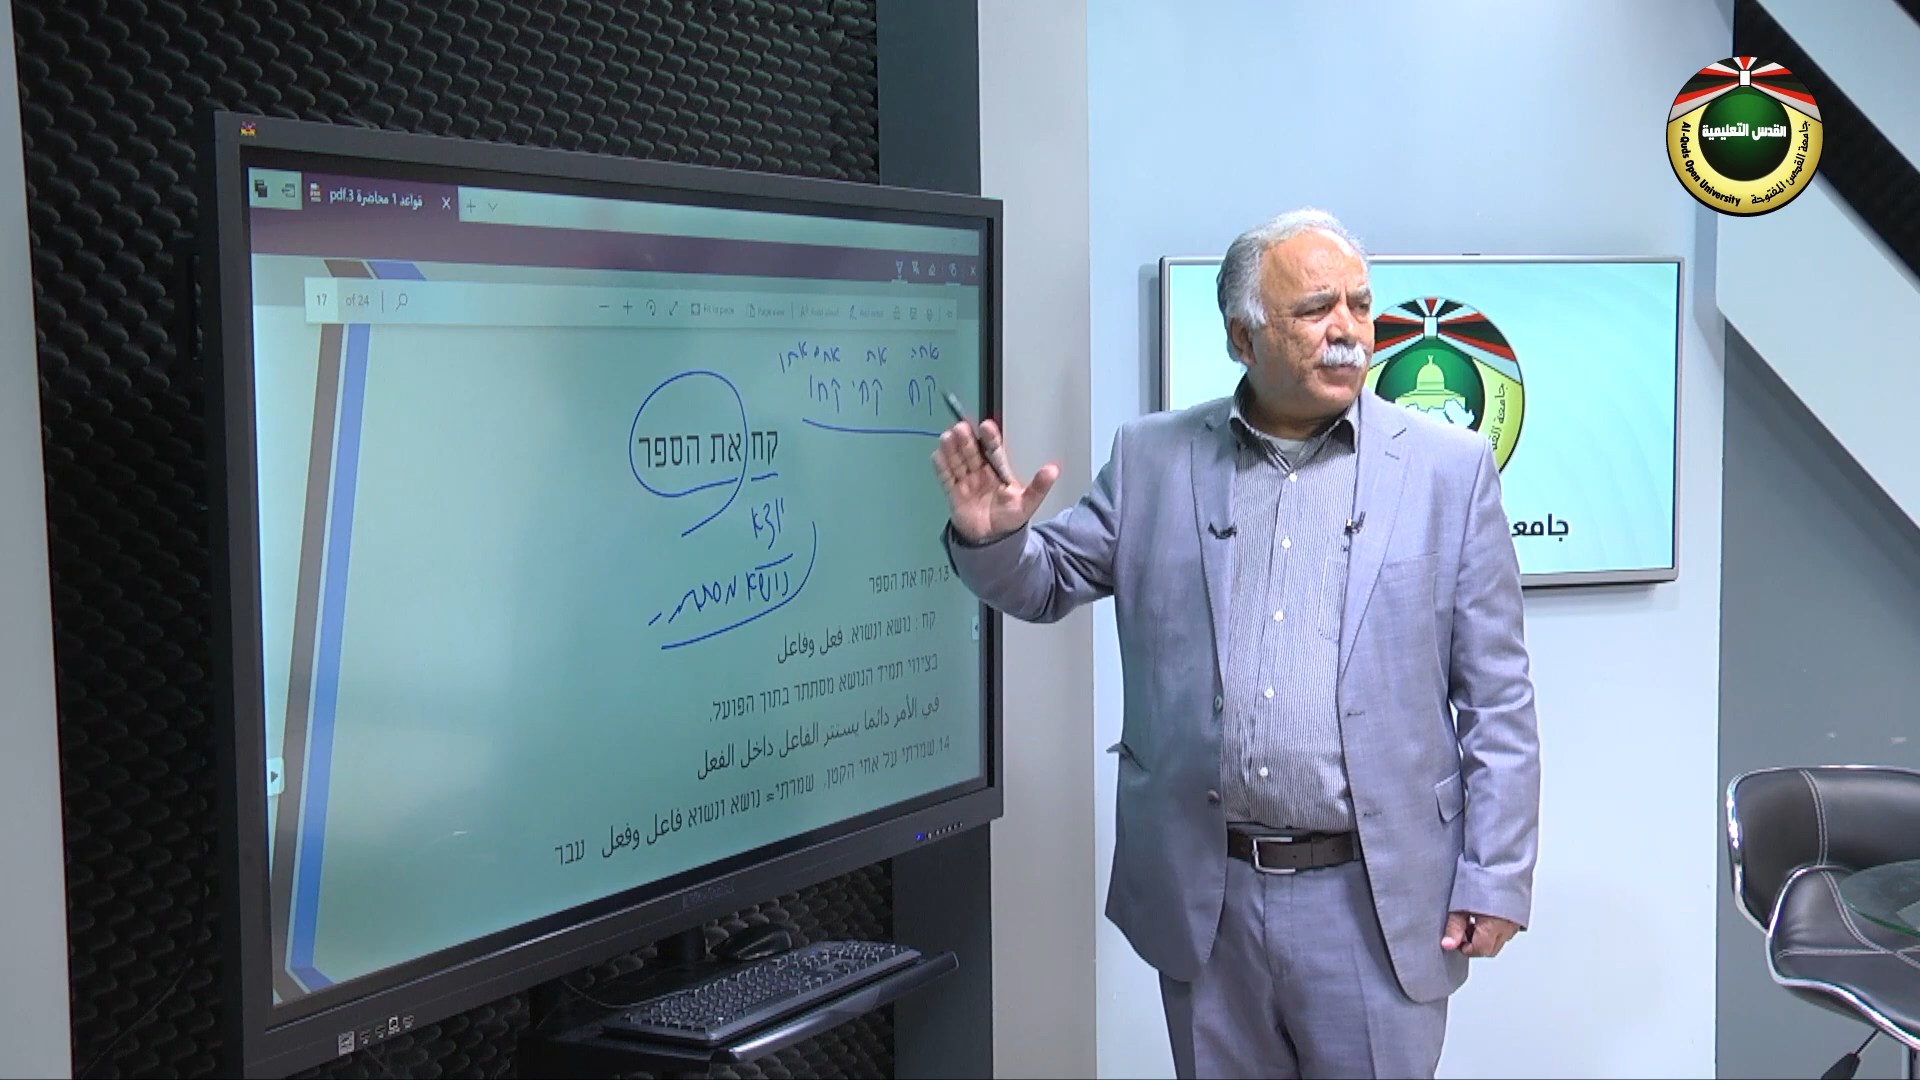 قواعد 1 محاضرة 3.pdf
17 of 24
אתה את אתם אתן
קח קחי קחו
קח את הספר
יוצא
נושא מסתתר
13.קח את הספר
קח : נושא ונשוא. فعل وفاعل
בציווי תמיד הנושא מסתתר בתוך הפועל.
في الأمر دائما يستتر الفاعل داخل الفعل
14.שמרתי על אחי הקטן. שמרתי= נושא ונשוא فاعل وفعل עבר
القدس التعليمية
جامعة القدس المفتوحة
Al-Quds Open University